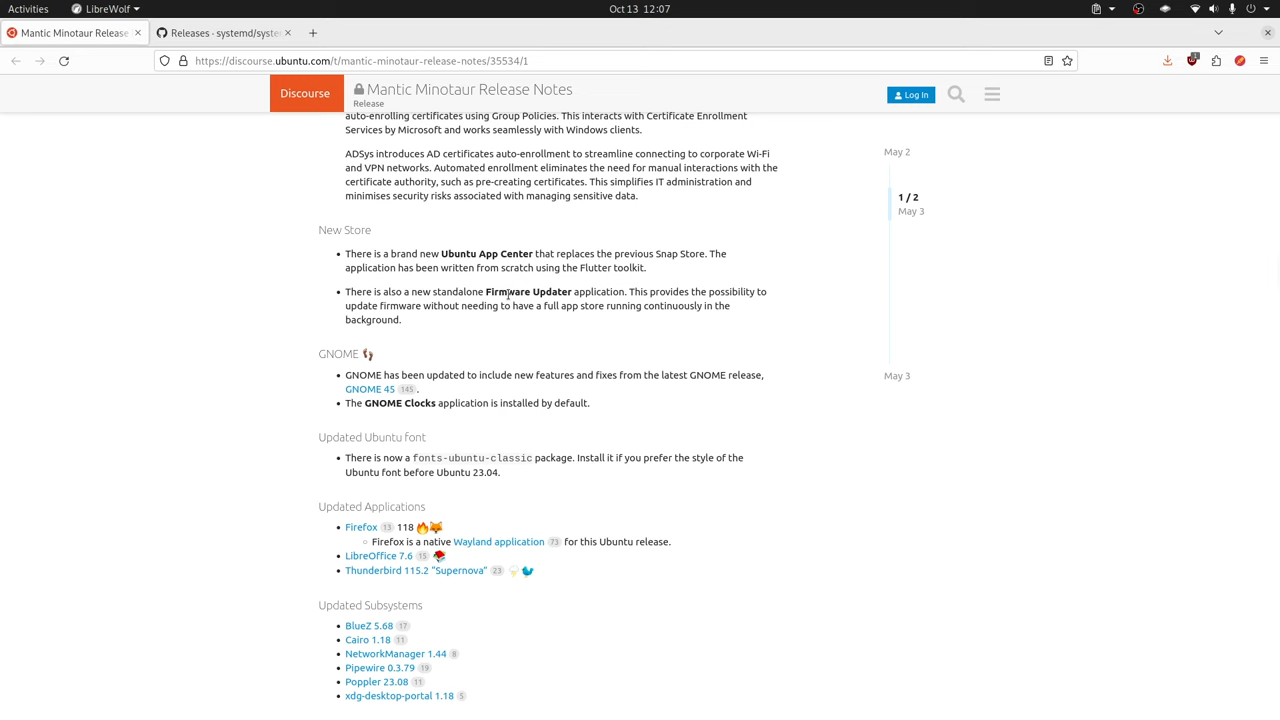 Activities
LibreWolf
Oct 13 12:07
Mantic Minotaur Release
Releases · systemd/syste
https://discourse.ubuntu.com/t/mantic-minotaur-release-notes/35534/1
Discourse
Mantic Minotaur Release Notes
Release
Log In
auto-enrolling certificates using Group Policies. This interacts with Certificate Enrollment
Services by Microsoft and works seamlessly with Windows clients.
ADSys introduces AD certificates auto-enrollment to streamline connecting to corporate Wi-Fi
and VPN networks. Automated enrollment eliminates the need for manual interactions with the
certificate authority, such as pre-creating certificates. This simplifies IT administration and
minimises security risks associated with managing sensitive data.
May 2
1 / 2
May 3
May 3
New Store
• There is a brand new Ubuntu App Center that replaces the previous Snap Store. The
application has been written from scratch using the Flutter toolkit.
• There is also a new standalone Firmware Updater application. This provides the possibility to
update firmware without needing to have a full app store running continuously in the
background.
GNOME 👣
• GNOME has been updated to include new features and fixes from the latest GNOME release,
GNOME 45 145 .
• The GNOME Clocks application is installed by default.
Updated Ubuntu font
• There is now a fonts-ubuntu-classic package. Install it if you prefer the style of the
Ubuntu font before Ubuntu 23.04.
Updated Applications
• Firefox 13 118 🔥🦊
◦ Firefox is a native Wayland application 73 for this Ubuntu release.
• LibreOffice 7.6 15 📚
• Thunderbird 115.2 "Supernova" 23 🌩🐦
Updated Subsystems
• BlueZ 5.68 17
• Cairo 1.18 11
• NetworkManager 1.44 8
• Pipewire 0.3.79 19
• Poppler 23.08 11
• xdg-desktop-portal 1.18 5